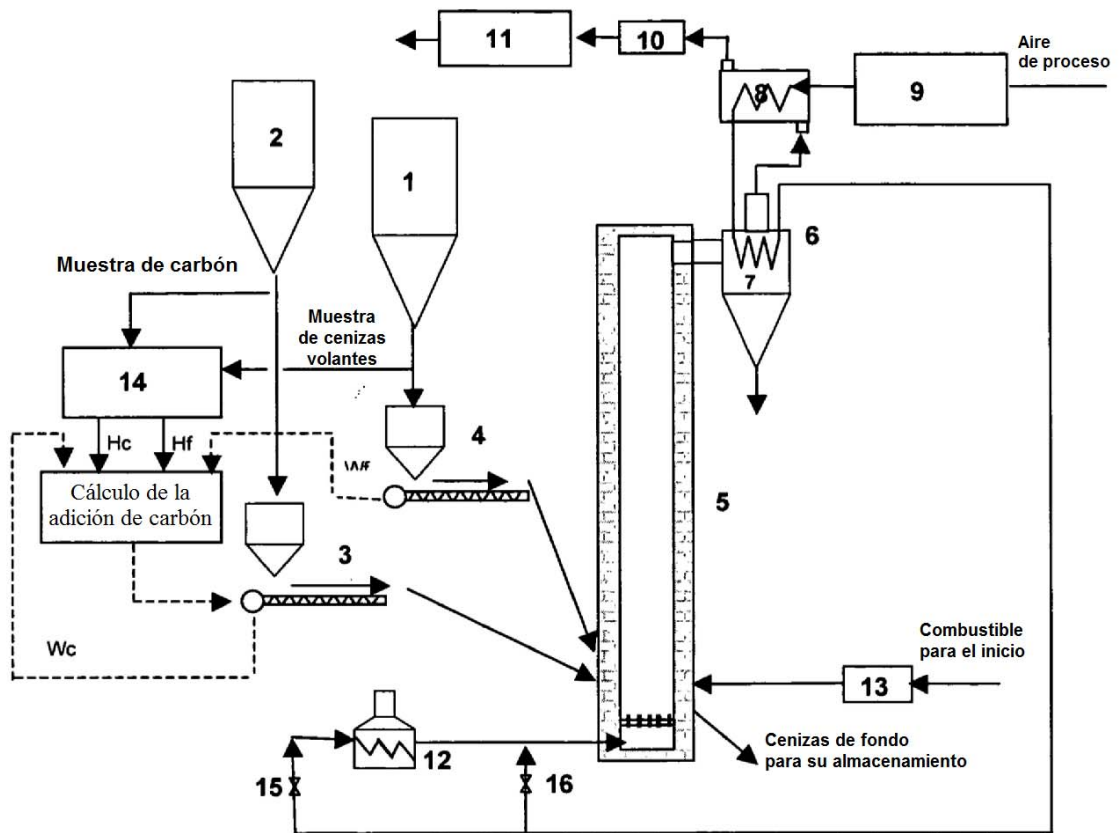 11
10
Aire
de proceso
8
9
2
1
6
7
Muestra de carbón
Muestra
de cenizas
volantes
14
Hc
Hf
4
Cálculo de la
adición de carbón
5
3
Wc
Combustible
para el inicio
13
12
Cenizas de fondo
para su almacenamiento
15
16